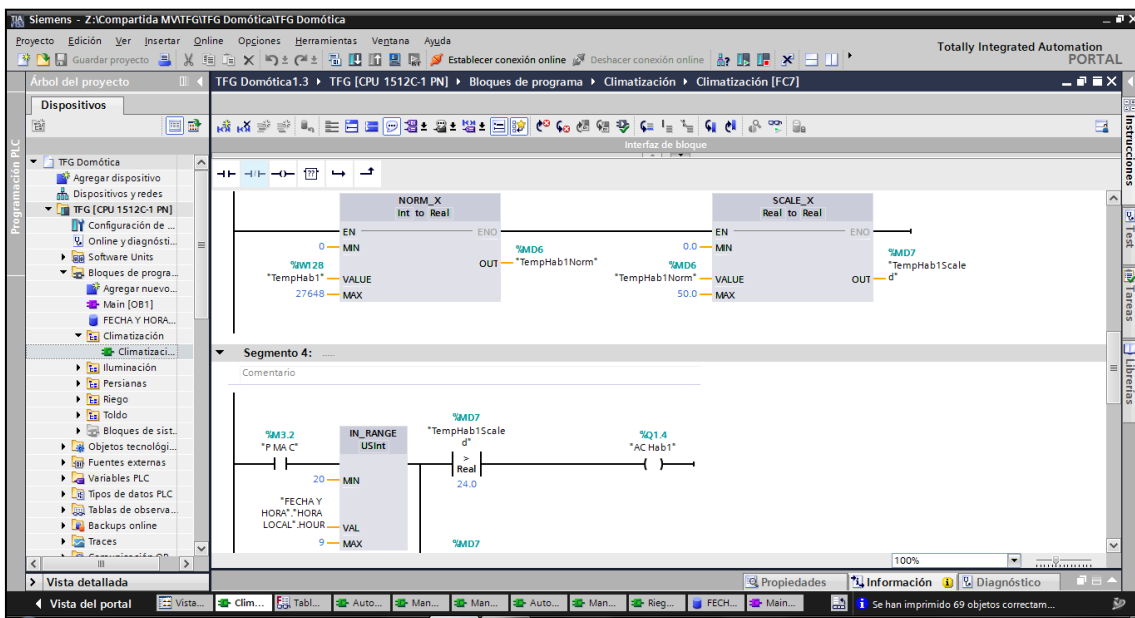 Siemens - Z:\Compartida MV\TFG\TFG Domótica\TFG Domótica
Proyecto Edición Ver Insertar Online Opciones Herramientas Ventana Ayuda
Totally Integrated Automation
PORTAL
Guardar proyecto
Establecer conexión online
Deshacer conexión online
Árbol del proyecto
TFG Domótica1.3 TFG [CPU 1512C-1 PN] Bloques de programa Climatización Climatización [FC7]
Dispositivos
Interfaz de bloque
Programación PLC
TFG Domótica
Agregar dispositivo
Dispositivos y redes
TFG [CPU 1512C-1 PN]
Configuración de ...
Online y diagnósti...
Software Units
Bloques de progra...
Agregar nuevo...
Main [OB1]
FECHA Y HORA...
Climatización
Climatizaci...
Iluminación
Persianas
Riego
Toldo
Bloques de sist...
Objetos tecnológi...
Fuentes externas
Variables PLC
Tipos de datos PLC
Tablas de observa...
Backups online
Traces
NORM_X
Int to Real
EN ENO
0 MIN
%IW128
"TempHab1" VALUE
27648 MAX
%MD6
OUT "TempHab1Norm"
SCALE_X
Real to Real
EN ENO
0.0 MIN
%MD6
"TempHab1Norm" VALUE
50.0 MAX
%MD7
"TempHab1Scale
OUT d"
Segmento 4: .....
Comentario
%M3.2
"P MA C"
IN_RANGE
USInt
20 MIN
"FECHA Y
HORA"."HORA
LOCAL".HOUR VAL
9 MAX
%MD7
"TempHab1Scale
d"
>
Real
24.0
%MD7
%Q1.4
"AC Hab1"
100%
Instrucciones
Test
Tareas
Librerías
Vista detallada
Propiedades
Información
Diagnóstico
Vista del portal
Vista...
Clim...
Tabl...
Auto...
Man...
Man...
Auto...
Man...
Rieg...
FECH...
Main...
Se han imprimido 69 objetos correctam...